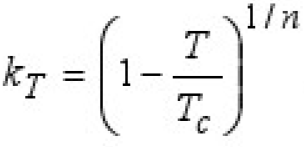 k_T = (1 - T/T_c)^{1/n}